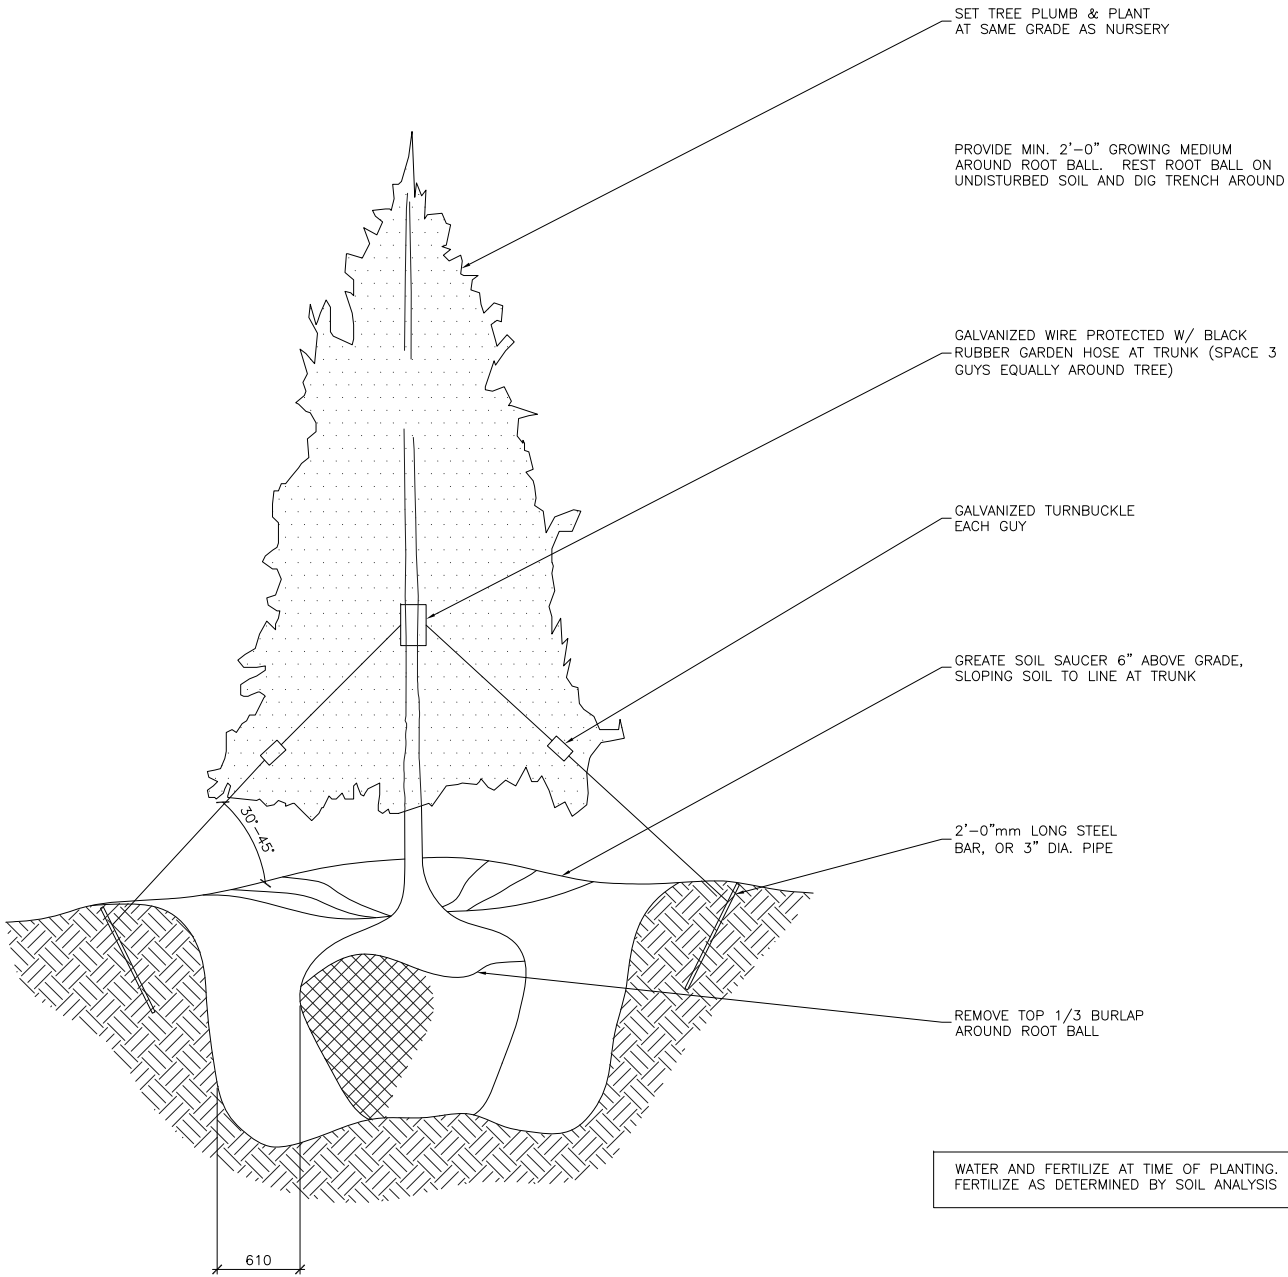 SET TREE PLUMB & PLANT
AT SAME GRADE AS NURSERY
PROVIDE MIN. 2'-0" GROWING MEDIUM
AROUND ROOT BALL. REST ROOT BALL ON
UNDISTURBED SOIL AND DIG TRENCH AROUND
GALVANIZED WIRE PROTECTED W/ BLACK
RUBBER GARDEN HOSE AT TRUNK (SPACE 3
GUYS EQUALLY AROUND TREE)
GALVANIZED TURNBUCKLE
EACH GUY
GREATE SOIL SAUCER 6" ABOVE GRADE,
SLOPING SOIL TO LINE AT TRUNK
30°-45°
2'-0"mm LONG STEEL
BAR, OR 3" DIA. PIPE
REMOVE TOP 1/3 BURLAP
AROUND ROOT BALL
WATER AND FERTILIZE AT TIME OF PLANTING.
FERTILIZE AS DETERMINED BY SOIL ANALYSIS
610